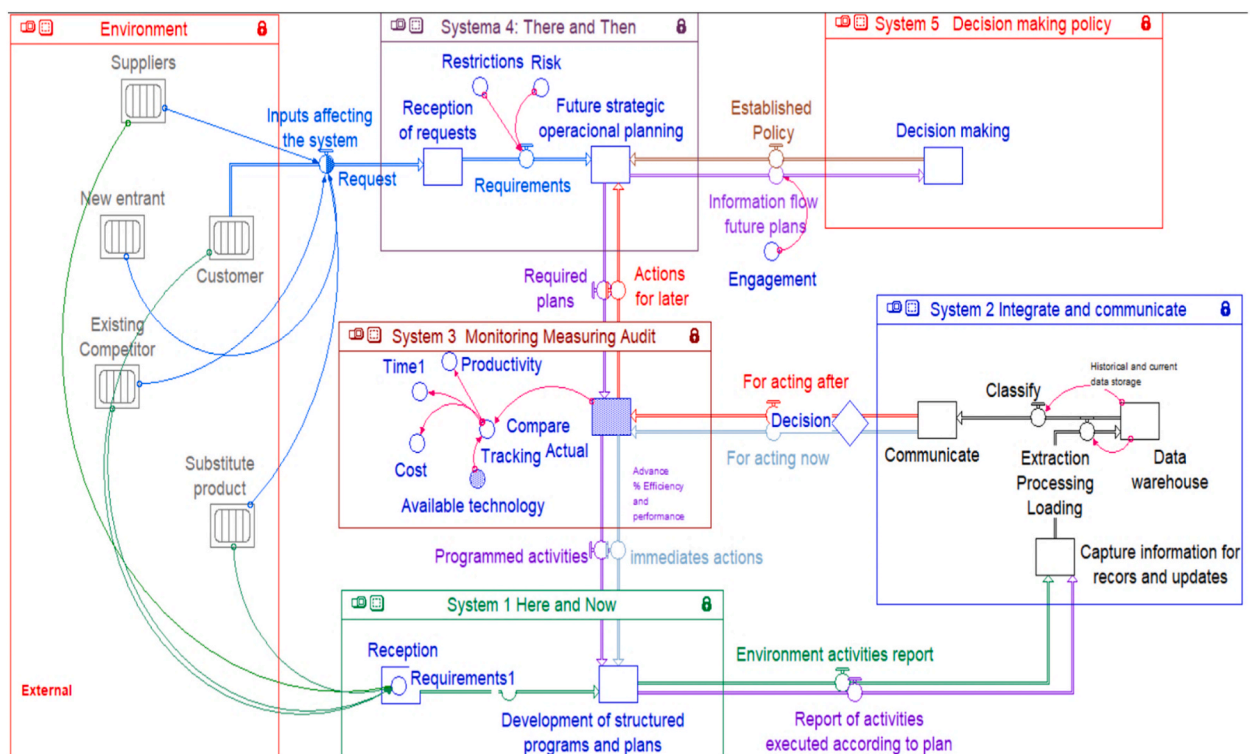 Environment
Suppliers
Inputs affecting
the system
Request
New entrant
Customer
Existing
Competitor
Substitute
product
External
Systema 4: There and Then
Restrictions
Risk
Reception
of requests
Future strategic
operacional planning
Requirements
System 5 Decision making policy
Established
Policy
Decision making
Information flow
future plans
Engagement
Required
plans
Actions
for later
System 3 Monitoring Measuring Audit
Time1
Productivity
Cost
Tracking
Compare
Actual
Available technology
Advance
% Efficiency
and
performance
For acting after
Decision
For acting now
System 2 Integrate and communicate
Historical and current
data storage
Classify
Communicate
Extraction
Processing
Loading
Data
warehouse
Capture information for
recors and updates
Programmed activities
immediates actions
System 1 Here and Now
Reception
Requirements1
Development of structured
programs and plans
Environment activities report
Report of activities
executed according to plan